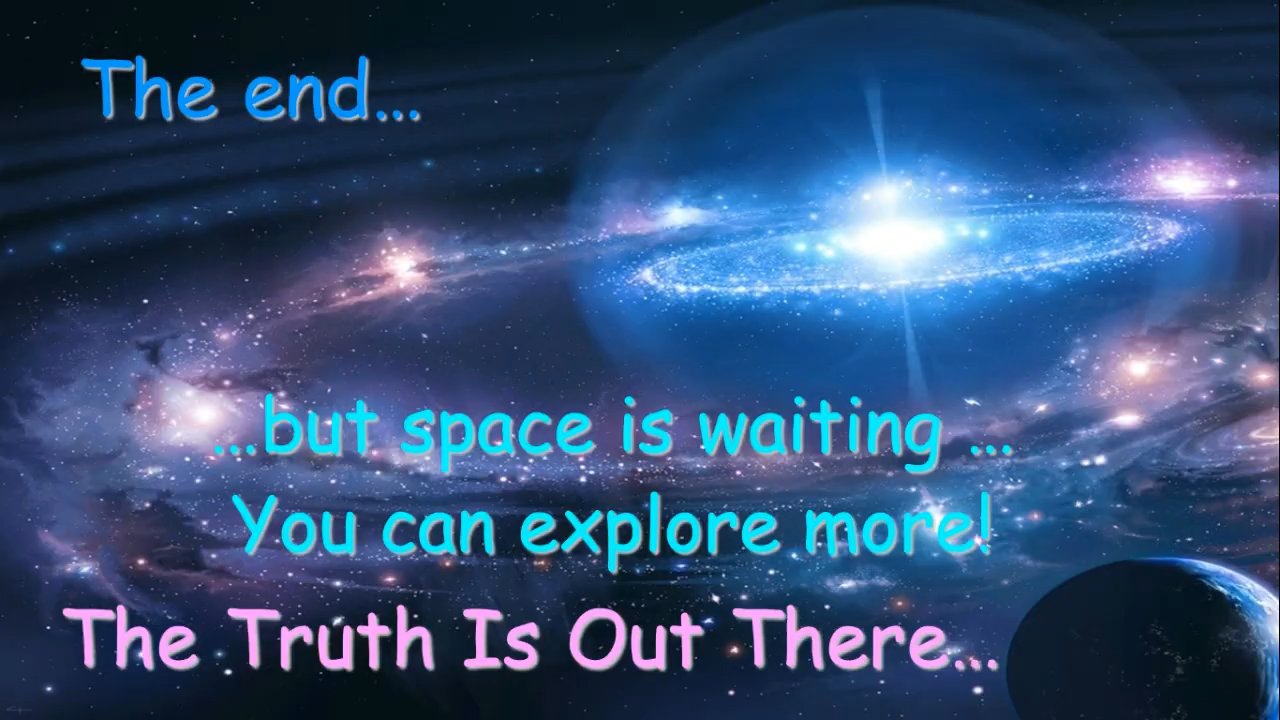 The end...
...but space is waiting ...
You can explore more!
The Truth Is Out There...